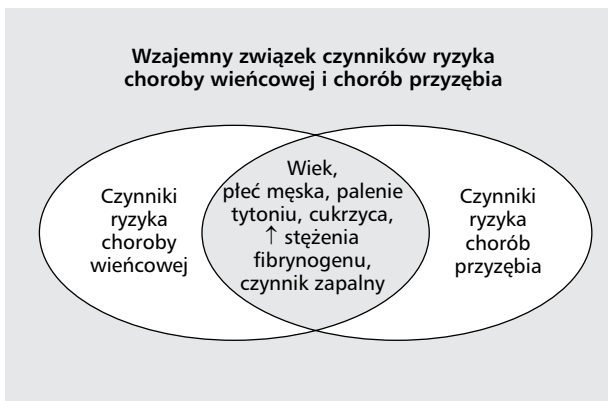 Wzajemny związek czynników ryzyka
choroby wieńcowej i chorób przyzębia
Czynniki
ryzyka
choroby
wieńcowej
Wiek,
płeć męska, palenie
tytoniu, cukrzyca,
↑ stężenia
fibrynogenu,
czynnik zapalny
Czynniki
ryzyka
chorób
przyzębia